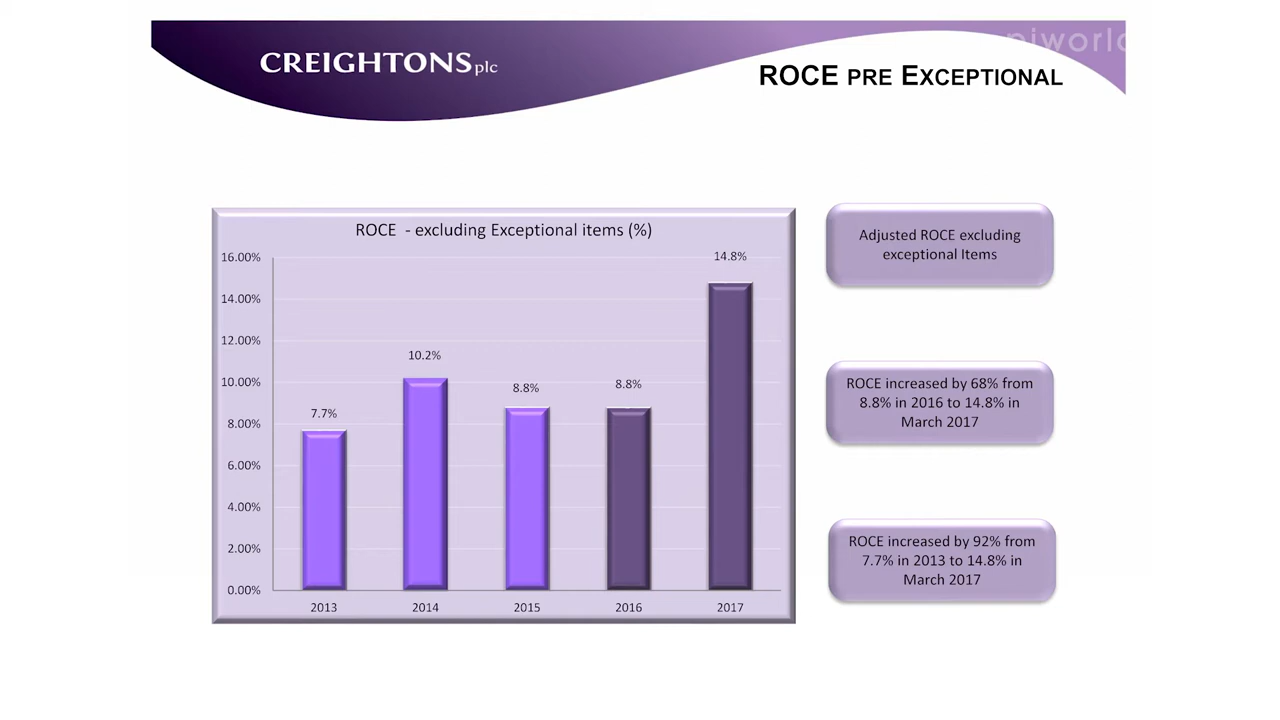 CREIGHTONS plc
piworld
ROCE PRE EXCEPTIONAL
ROCE - excluding Exceptional items (%)
16.00%
14.00%
12.00%
10.00%
8.00%
6.00%
4.00%
2.00%
0.00%
7.7%
10.2%
8.8%
8.8%
14.8%
2013
2014
2015
2016
2017
Adjusted ROCE excluding
exceptional Items
ROCE increased by 68% from
8.8% in 2016 to 14.8% in
March 2017
ROCE increased by 92% from
7.7% in 2013 to 14.8% in
March 2017